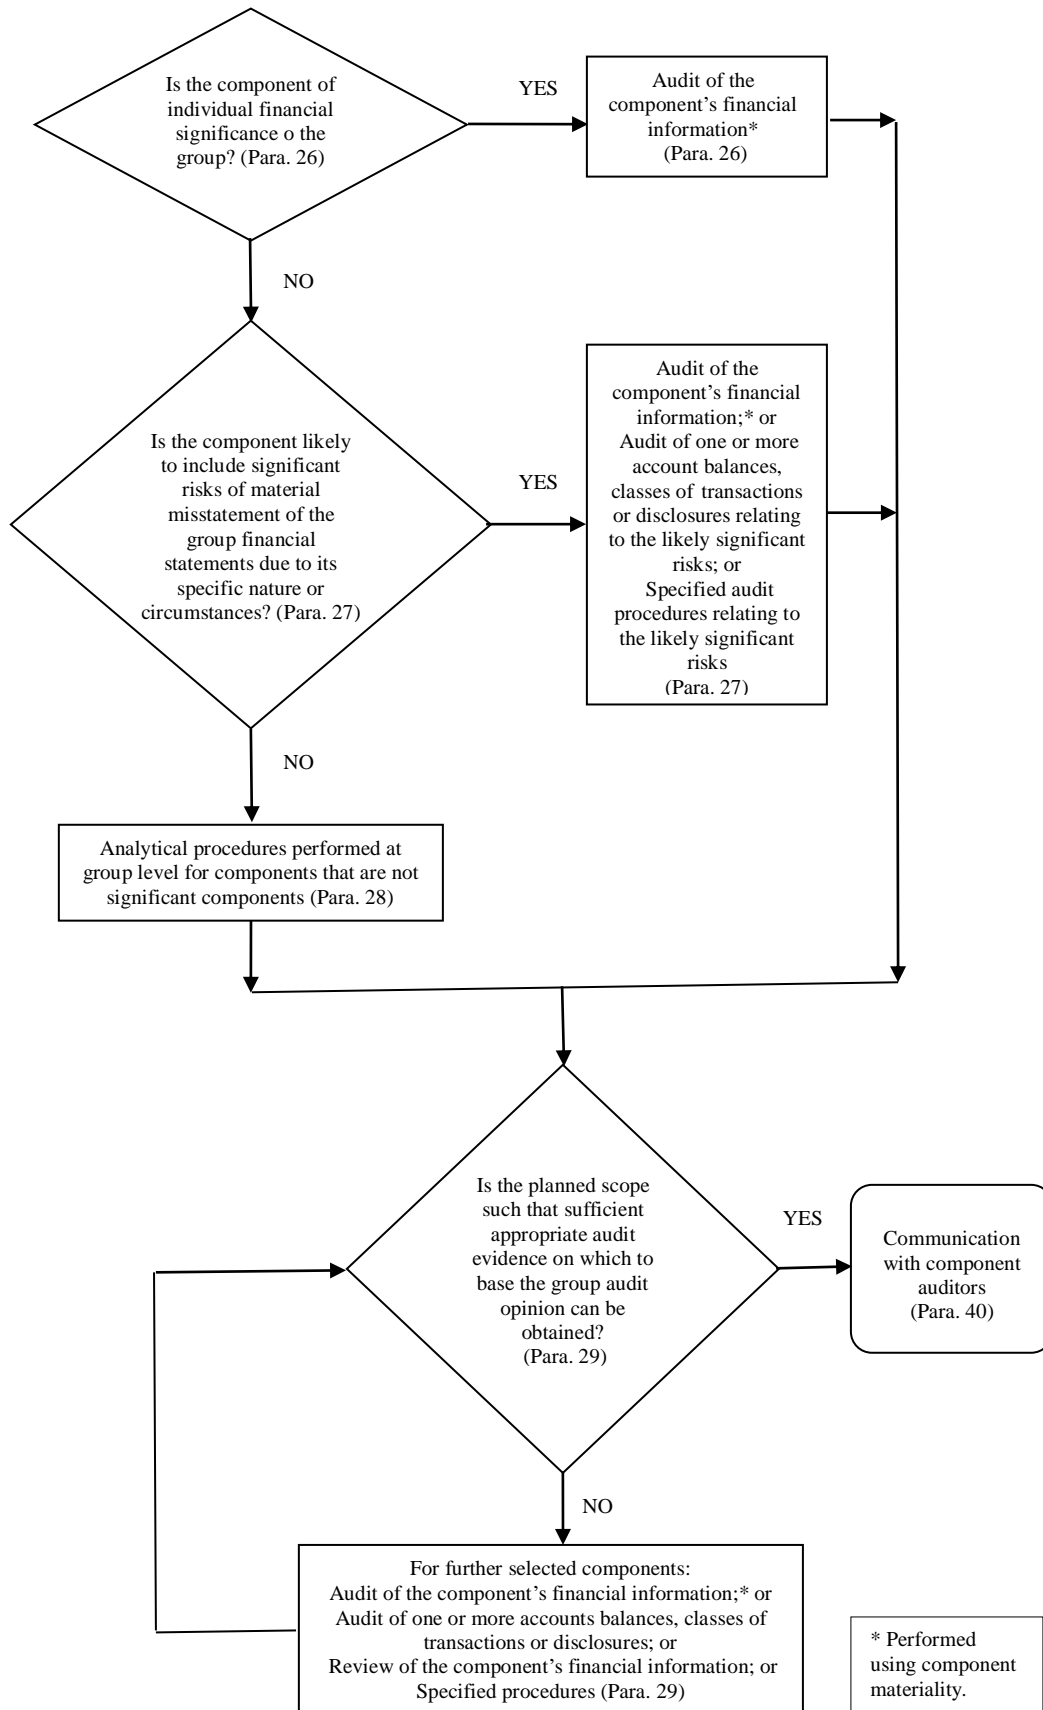 Is the component of
individual financial
significance o the
group? (Para. 26)
YES
Audit of the
component’s financial
information*
(Para. 26)
NO
Is the component likely
to include significant
risks of material
misstatement of the
group financial
statements due to its
specific nature or
circumstances? (Para. 27)
YES
Audit of the
component’s financial
information;* or
Audit of one or more
account balances,
classes of transactions
or disclosures relating
to the likely significant
risks; or
Specified audit
procedures relating to
the likely significant
risks
(Para. 27)
NO
Analytical procedures performed at
group level for components that are not
significant components (Para. 28)
Is the planned scope
such that sufficient
appropriate audit
evidence on which to
base the group audit
opinion can be
obtained?
(Para. 29)
YES
Communication
with component
auditors
(Para. 40)
NO
For further selected components:
Audit of the component’s financial information;* or
Audit of one or more accounts balances, classes of
transactions or disclosures; or
Review of the component’s financial information; or
Specified procedures (Para. 29)
* Performed
using component
materiality.